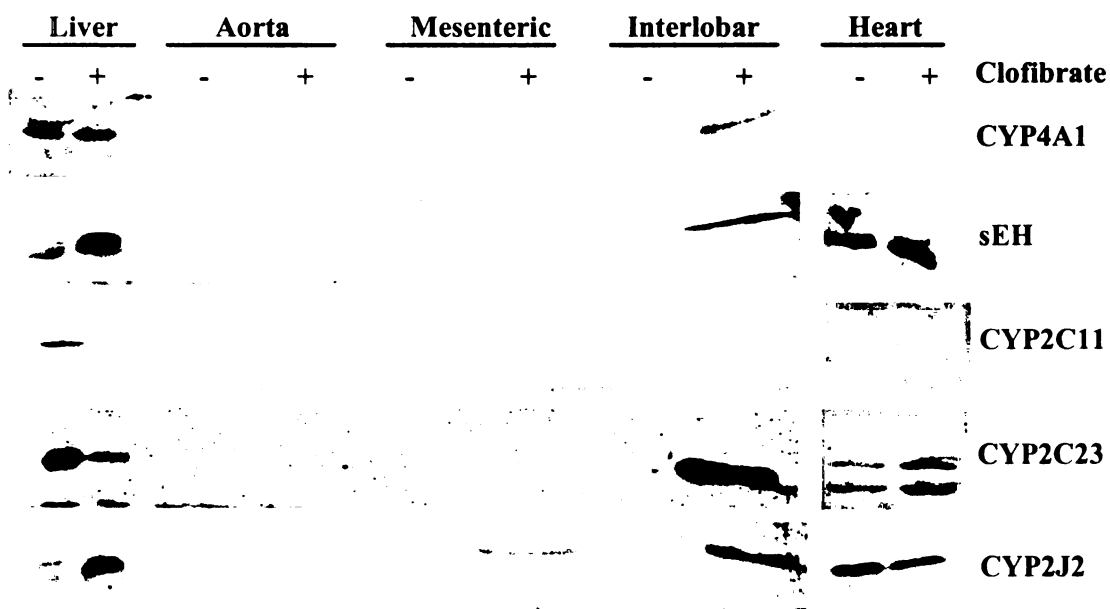 Liver Aorta Mesenteric Interlobar Heart
- + - + - + - + - + Clofibrate
CYP4A1
sEH
CYP2C11
CYP2C23
CYP2J2